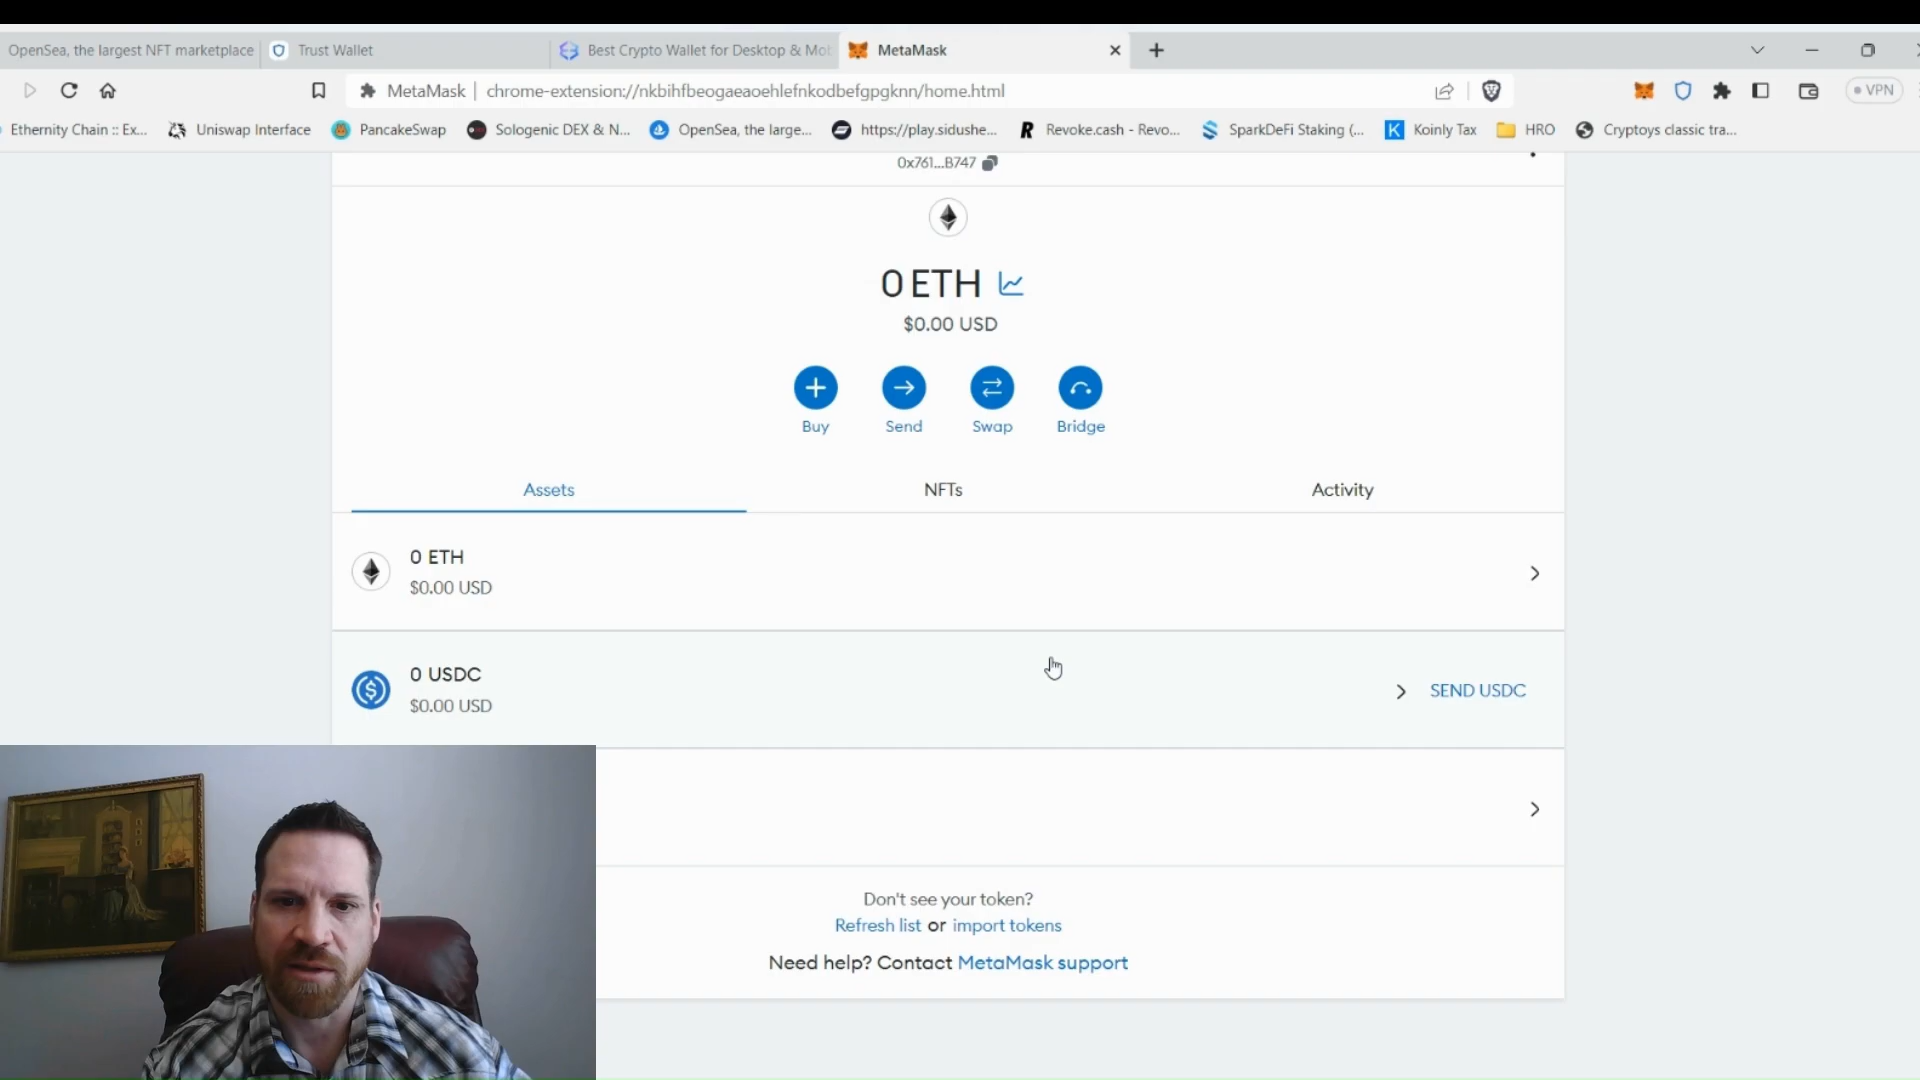 OpenSea, the largest NFT marketplace
Trust Wallet
Best Crypto Wallet for Desktop & Mo
MetaMask
MetaMask | chrome-extension://nkbihfbeogaeaoehlefnkodbefgpgknn/home.html
VPN
Ethernity Chain :: Ex...
Uniswap Interface
PancakeSwap
Sologenic DEX & N...
OpenSea, the large...
https://play.sidushe...
Revoke.cash - Revo...
SparkDeFi Staking (...
Koinly Tax
HRO
Cryptoys classic tra...
0x761...B747
0 ETH
$0.00 USD
Buy
Send
Swap
Bridge
Assets
NFTs
Activity
0 ETH
$0.00 USD
0 USDC
$0.00 USD
SEND USDC
Don't see your token?
Refresh list or import tokens
Need help? Contact MetaMask support